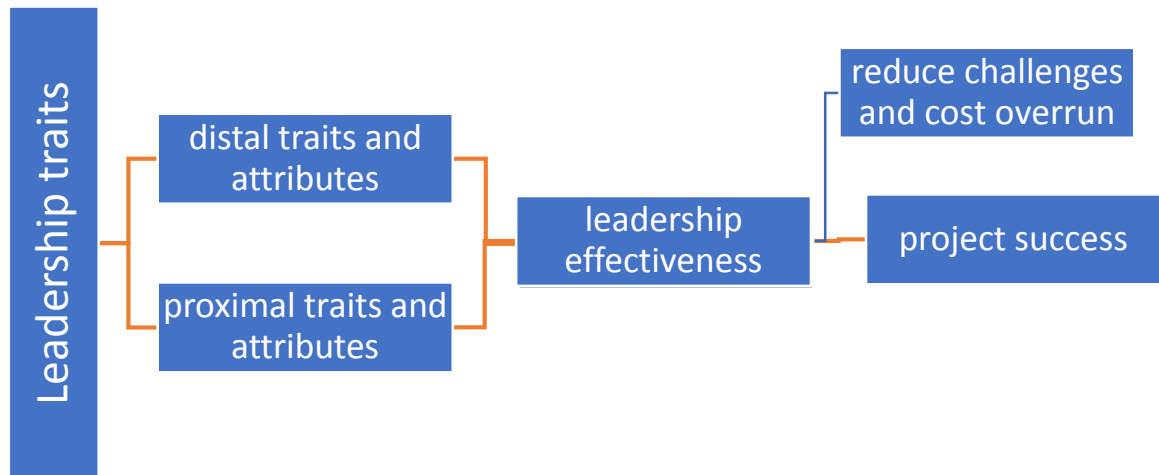 Leadership traits
distal traits and
attributes
proximal traits and
attributes
leadership
effectiveness
reduce challenges
and cost overrun
project success